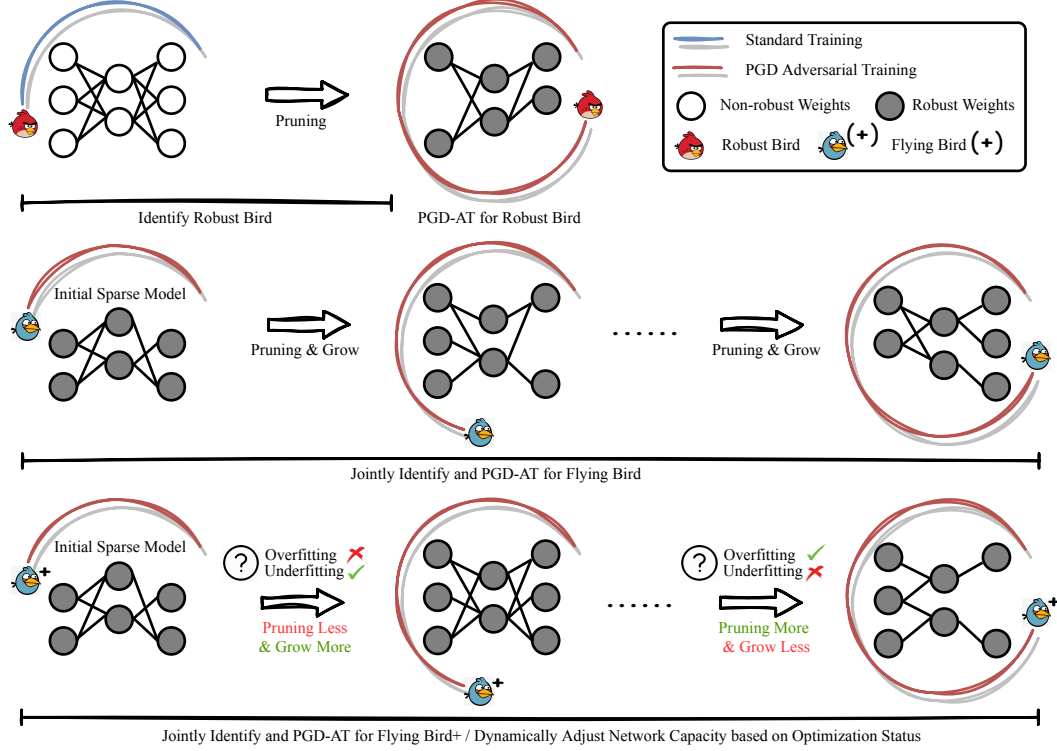 Standard Training
PGD Adversarial Training
Non-robust Weights
Robust Weights
Robust Bird
(+)
Flying Bird (+)
Pruning
Identify Robust Bird
PGD-AT for Robust Bird
Initial Sparse Model
Pruning & Grow
......
Pruning & Grow
Jointly Identify and PGD-AT for Flying Bird
Initial Sparse Model
+
? Overfitting ✗
Underfitting ✓
Pruning Less
& Grow More
+
......
? Overfitting ✓
Underfitting ✗
Pruning More
& Grow Less
+
Jointly Identify and PGD-AT for Flying Bird+ / Dynamically Adjust Network Capacity based on Optimization Status